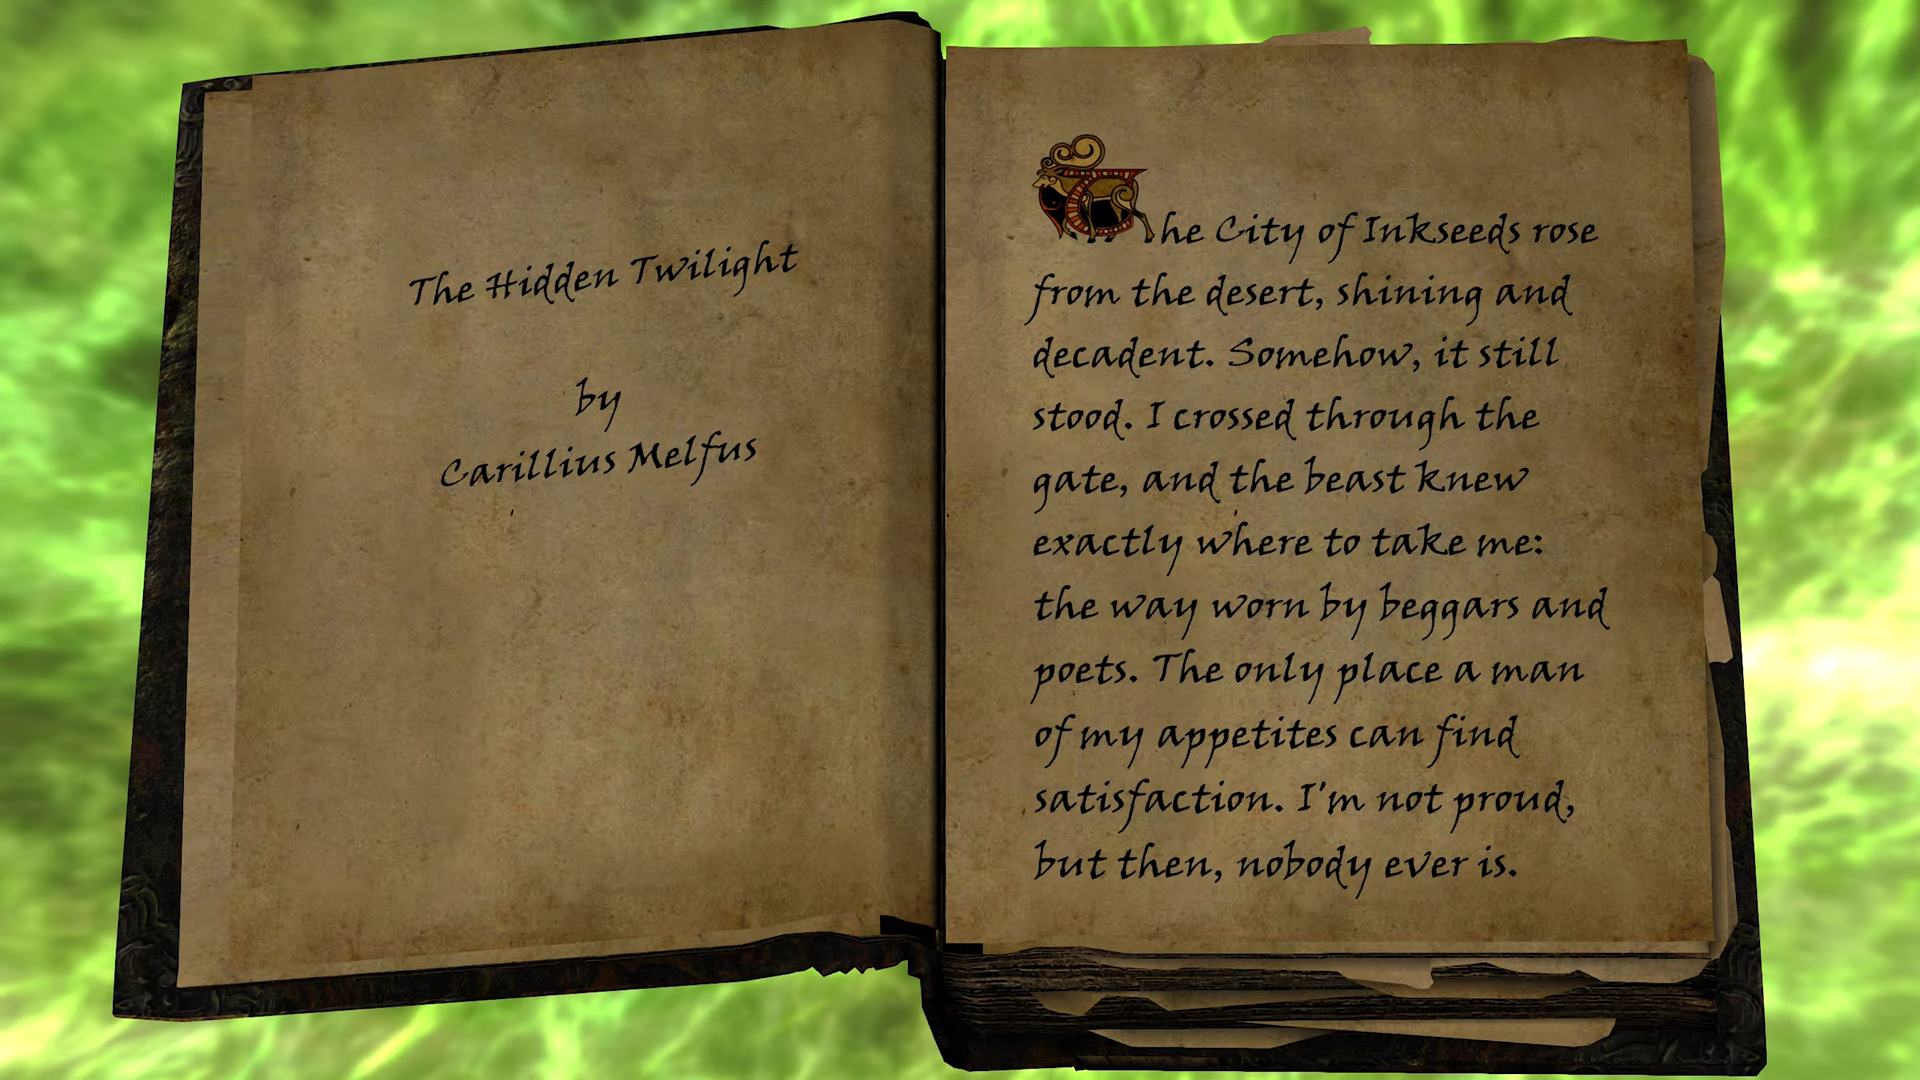 The Hidden Twilight
by
Carillius Melfus
The City of Inkseeds rose
from the desert, shining and
decadent. Somehow, it still
stood. I crossed through the
gate, and the beast knew
exactly where to take me:
the way worn by beggars and
poets. The only place a man
of my appetites can find
satisfaction. I'm not proud,
but then, nobody ever is.